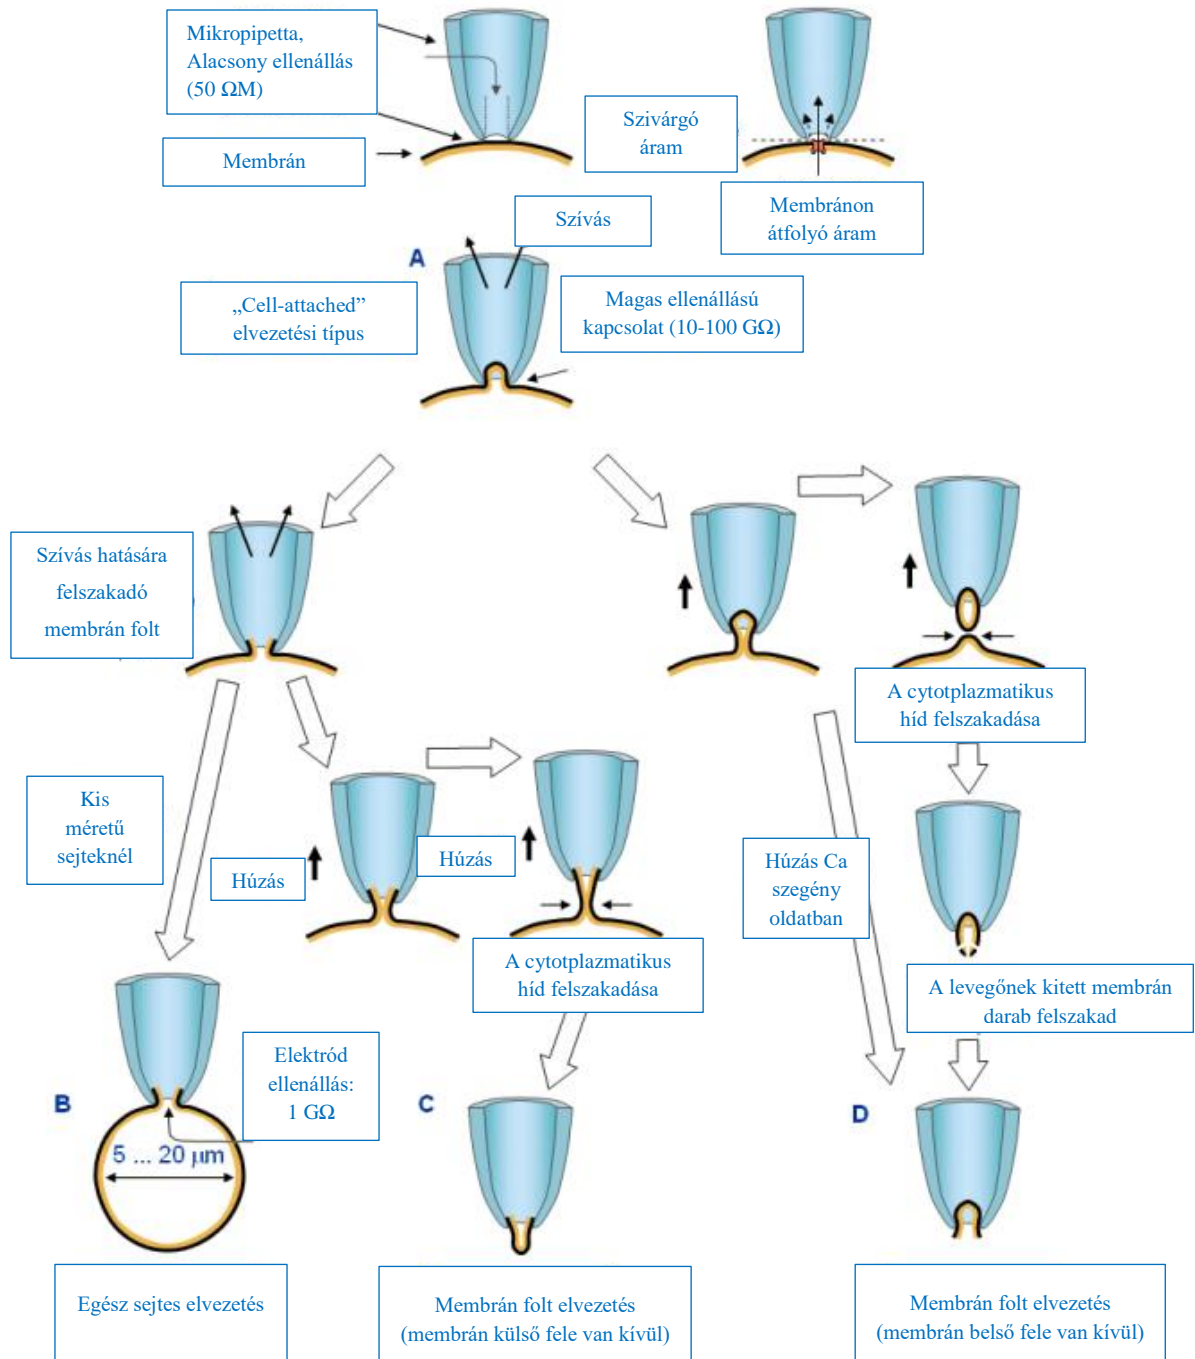 Mikropipetta,
Alacsony ellenállás
(50 ΩM)
Membrán
Szivárgó
áram
Membránon
átfolyó áram
Szívás
A
„Cell-attached”
elvezetési típus
Magas ellenállású
kapcsolat (10-100 GΩ)
Szívás hatására
felszakadó
membrán folt
A cytotplazmatikus
híd felszakadása
Kis
méretű
sejteknél
Húzás
Húzás
Húzás Ca
szegény
oldatban
A cytotplazmatikus
híd felszakadása
A levegőnek kitett membrán
darab felszakad
Elektród
ellenállás:
1 GΩ
B
C
D
5 ... 20 µm
Egész sejtes elvezetés
Membrán folt elvezetés
(membrán külső fele van kívül)
Membrán folt elvezetés
(membrán belső fele van kívül)